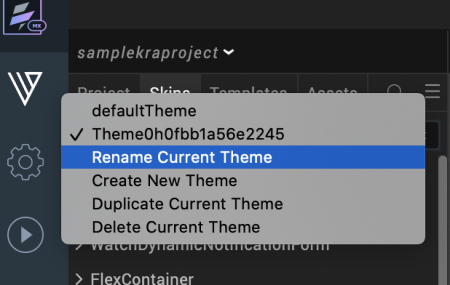 MX
samplekraproject
Project Skins Templates Assets
defaultTheme
✓ Theme0h0fbb1a56e2245
Rename Current Theme
Create New Theme
Duplicate Current Theme
Delete Current Theme
WatchDynamicNotificationForm
FlexContainer